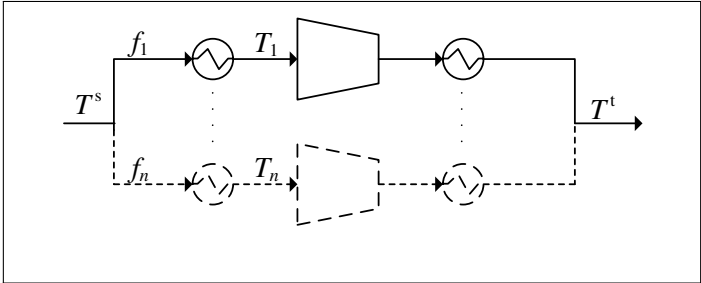 f₁ T₁
Tˢ Tᵗ
fₙ Tₙ